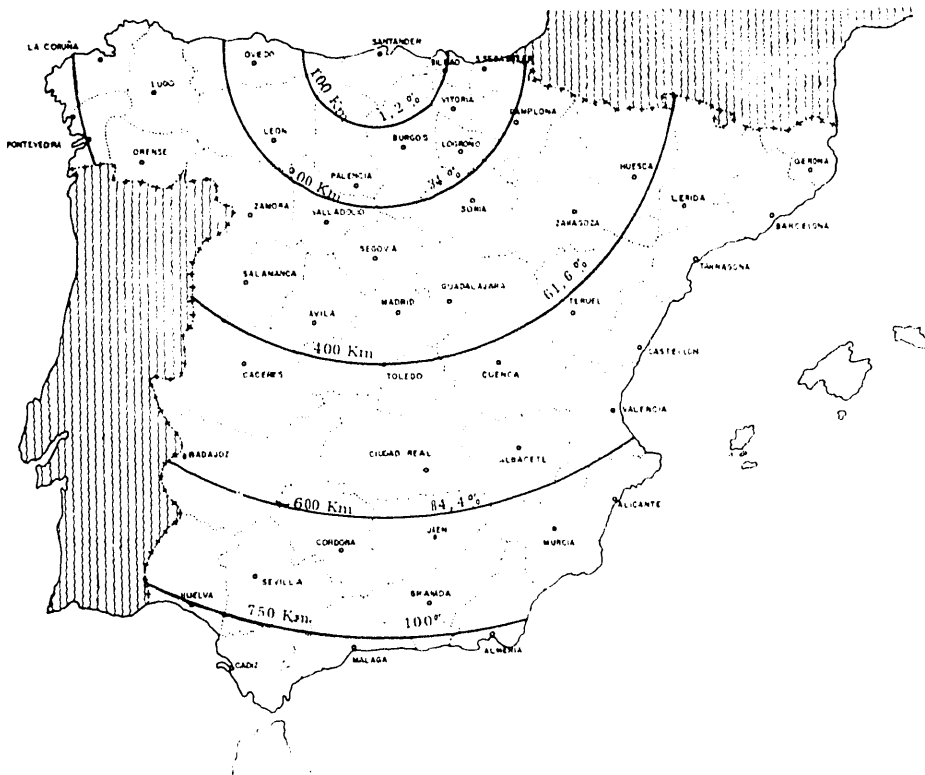 LA CORUÑA
OVIEDO
SANTANDER
BILBAO
LUGO
100 Km
1,2%
VITORIA
PAMPLONA
PONTEVEDRA
ORENSE
LEON
BURGOS
LOGROÑO
GERONA
HUESCA
PALENCIA
34%
LERIDA
ZAMORA
VALLADOLID
SORIA
ZARAGOZA
BARCELONA
SEGOVIA
TARRAGONA
SALAMANCA
GUADALAJARA
61,6%
MADRID
TERUEL
AVILA
400 Km
CASTELLON
CACERES
TOLEDO
CUENCA
VALENCIA
BADAJOZ
CIUDAD REAL
ALBACETE
600 Km
84,4%
ALICANTE
JAEN
CORDOBA
MURCIA
SEVILLA
HUELVA
750 Km.
100%
GRANADA
CADIZ
MALAGA
ALMERIA